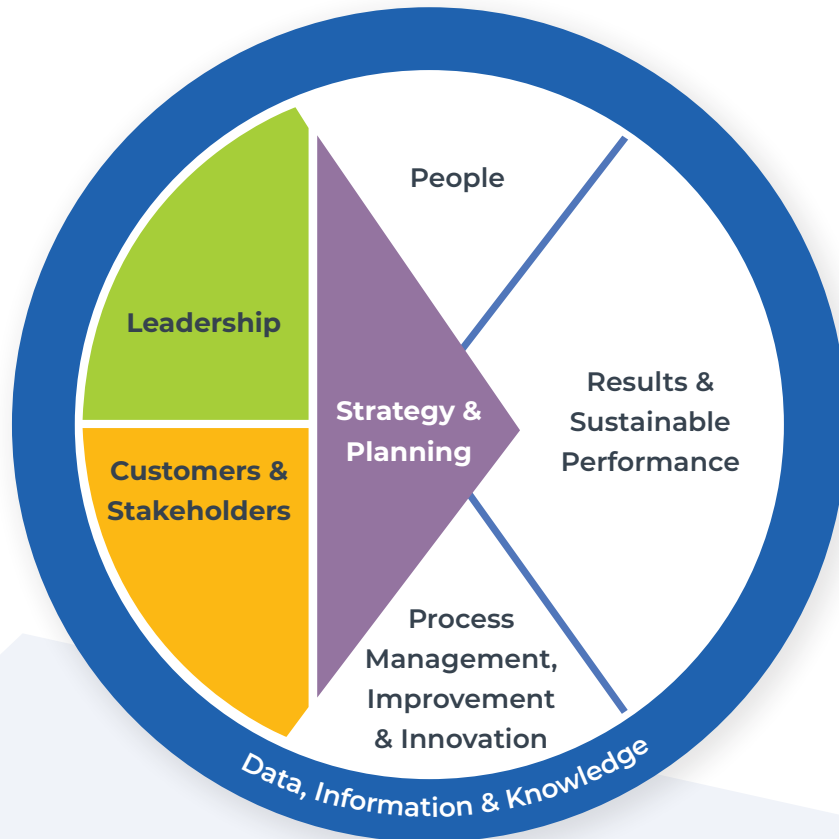 People
Leadership
Strategy &
Planning
Results &
Sustainable
Performance
Customers &
Stakeholders
Process
Management,
Improvement
& Innovation
Data, Information & Knowledge